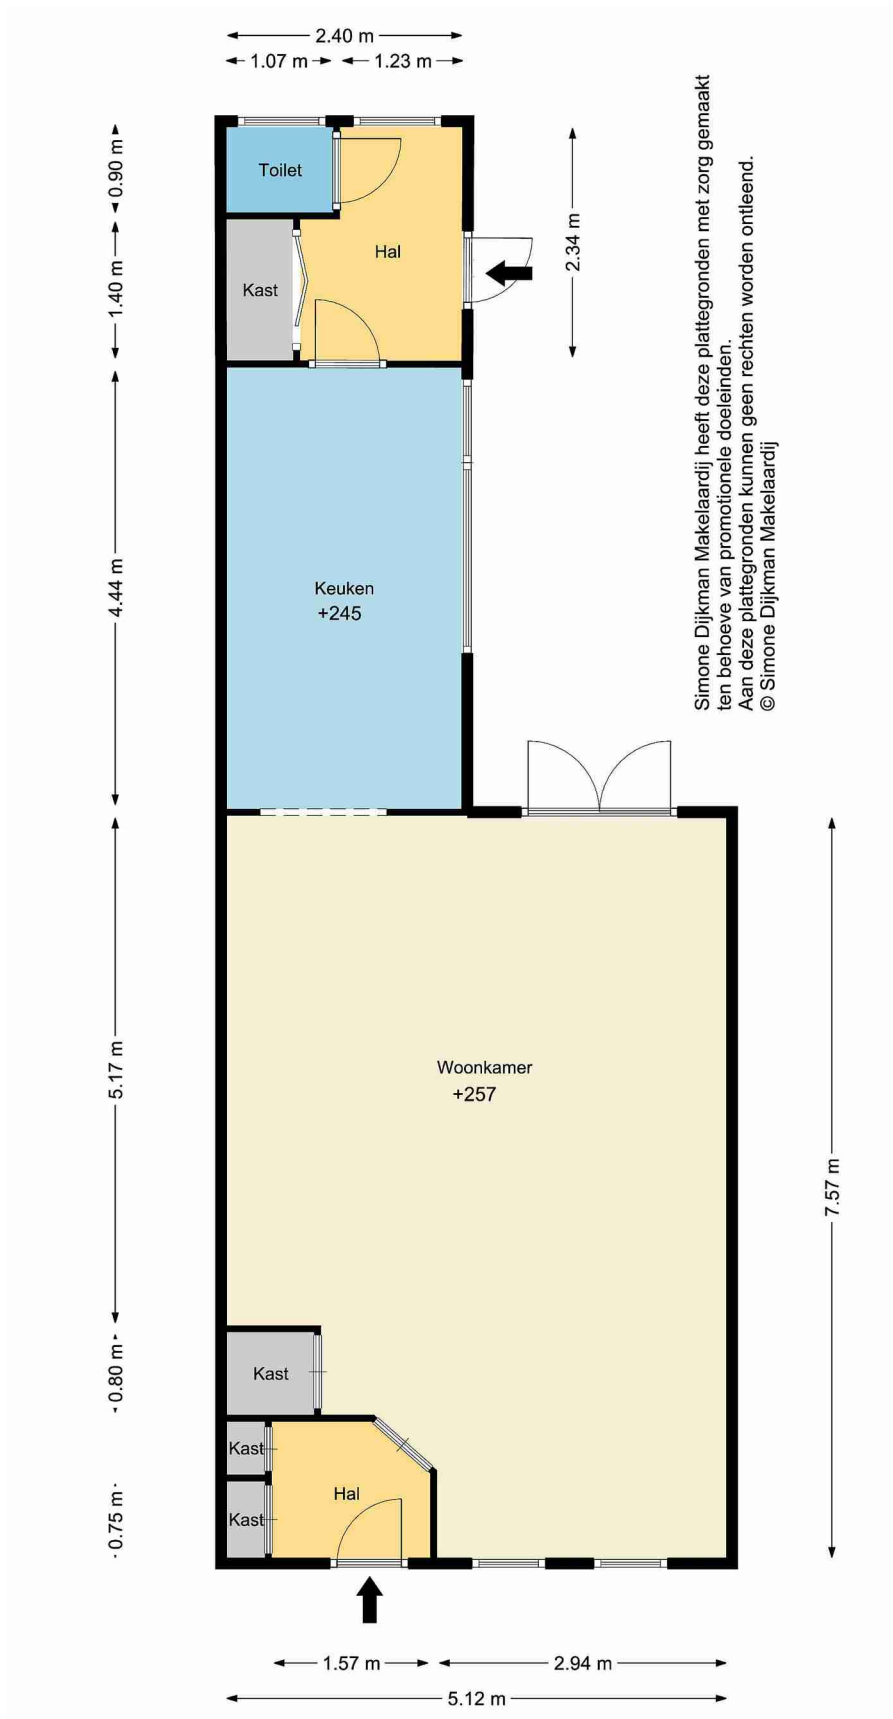 2.40 m
1.07 m
1.23 m
0.90 m
Toilet
1.40 m
Hal
2.34 m
Kast
Simone Dijkman Makelaardij heeft deze plattegronden met zorg gemaakt
ten behoeve van promotionele doeleinden.
Aan deze plattegronden kunnen geen rechten worden ontleend.
© Simone Dijkman Makelaardij
4.44 m
Keuken
+245
5.17 m
Woonkamer
+257
7.57 m
0.80 m
Kast
Kast
Hal
0.75 m
Kast
1.57 m
2.94 m
5.12 m